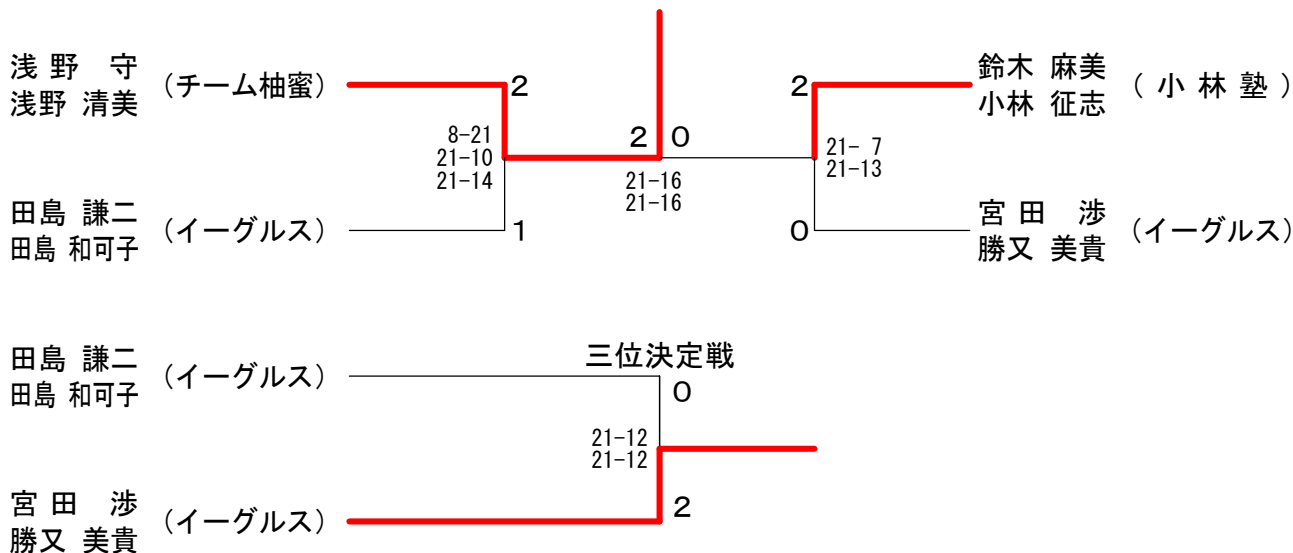 浅野 守
浅野 清美
(チーム柚蜜)
2
8-21
21-10
21-14
田島 謙二
田島 和可子
(イーグルス)
1
2 0
21-16
21-16
鈴木 麻美
小林 征志
(小林塾)
2
21- 7
21-13
宮田 渉
勝又 美貴
(イーグルス)
0
三位決定戦
田島 謙二
田島 和可子
(イーグルス)
0
21-12
21-12
宮田 渉
勝又 美貴
(イーグルス)
2